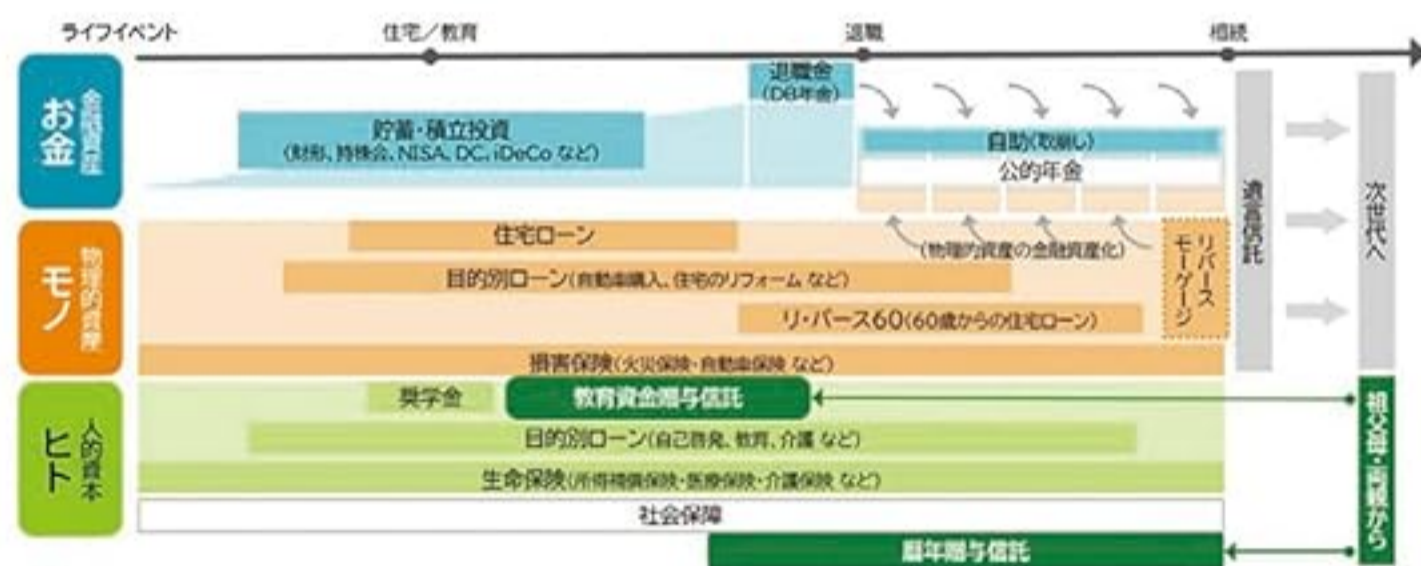 ライフイベント
住宅／教育
退職
相続
金融資産
お金
貯蓄・積立投資
(財形、持株会、NISA、DC、iDeCo など)
退職金
(DB年金)
自助(取崩し)
公的年金
物理的資産
モノ
住宅ローン
(物理的資産の金融資産化)
目的別ローン(自動車購入、住宅のリフォーム など)
リ・バース60(60歳からの住宅ローン)
リバース
モーゲージ
損害保険(火災保険・自動車保険 など)
遺言信託
次世代へ
人的資本
ヒト
奨学金
教育資金贈与信託
目的別ローン(自己啓発、教育、介護 など)
生命保険(所得補償保険・医療保険・介護保険 など)
社会保障
暦年贈与信託
祖父母・両親から